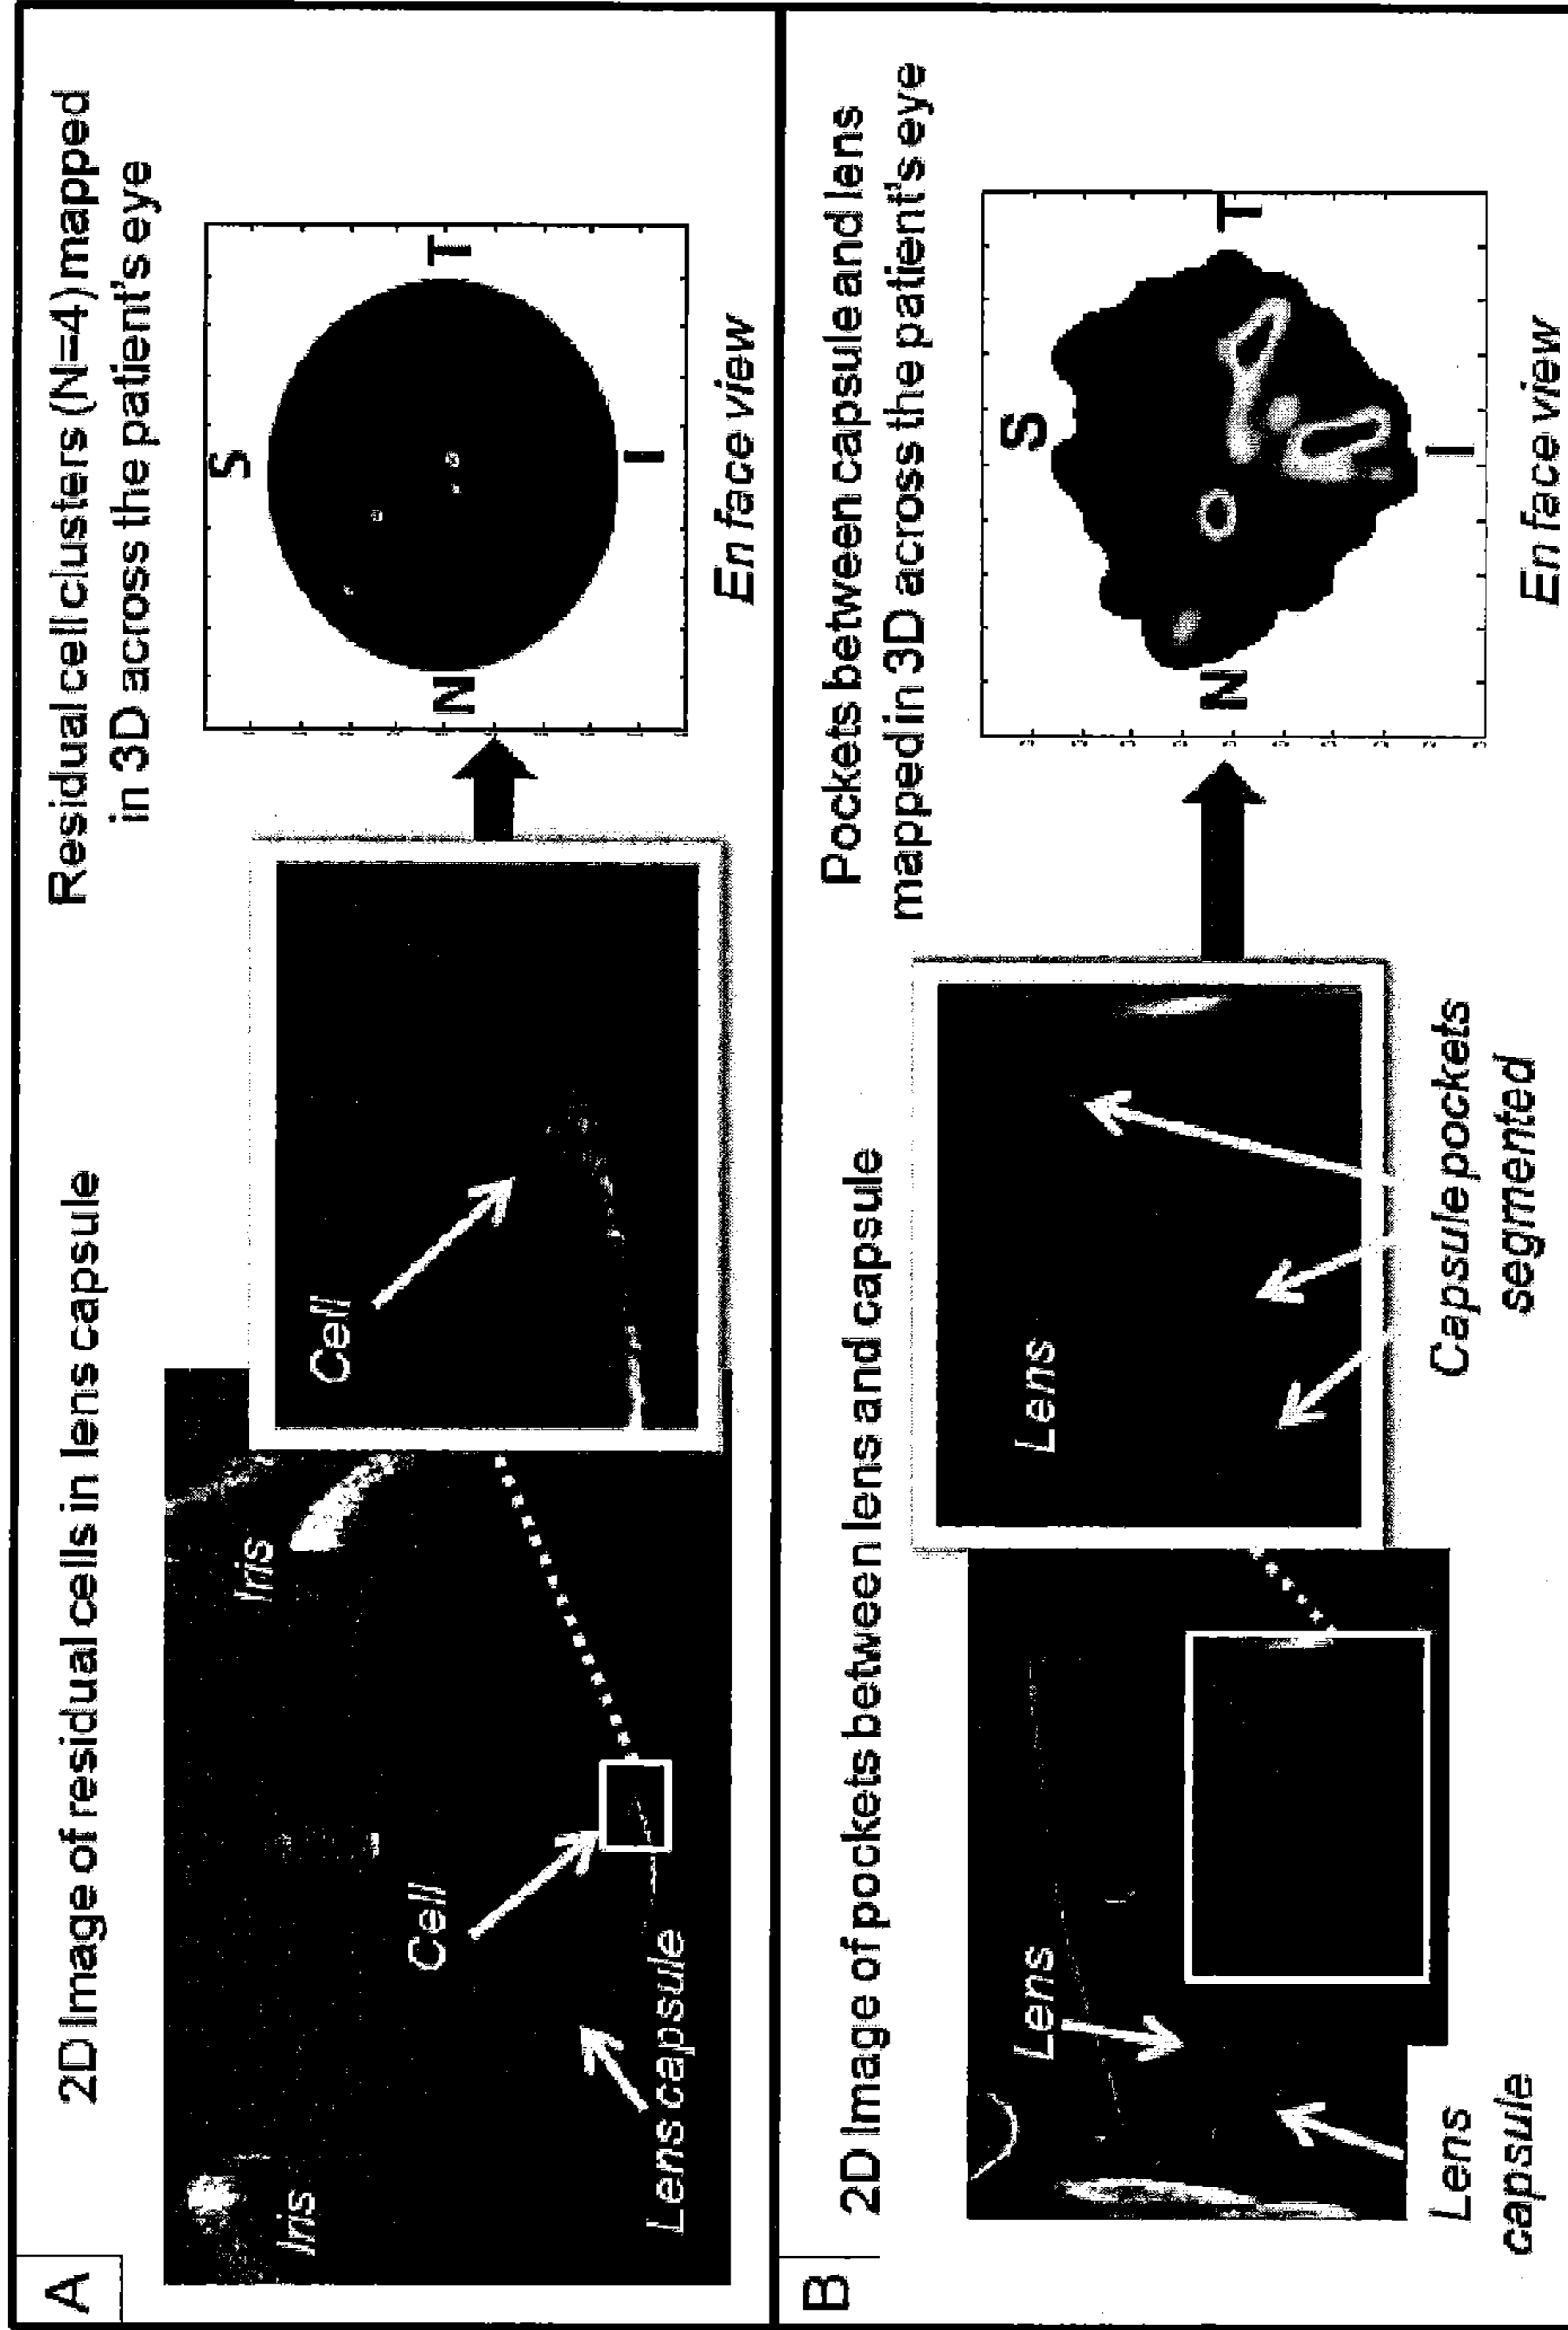 A
2D Image of residual cells in lens capsule
Residual cell clusters (N=4) mapped
in 3D across the patient's eye
Iris
Iris
Cell
Lens capsule
Cell
S
N
T
I
En face view
B
2D Image of pockets between lens and capsule
Pockets between capsule and lens
mapped in 3D across the patient's eye
Lens
Lens
capsule
Lens
Capsule pockets
segmented
S
N
T
I
En face view